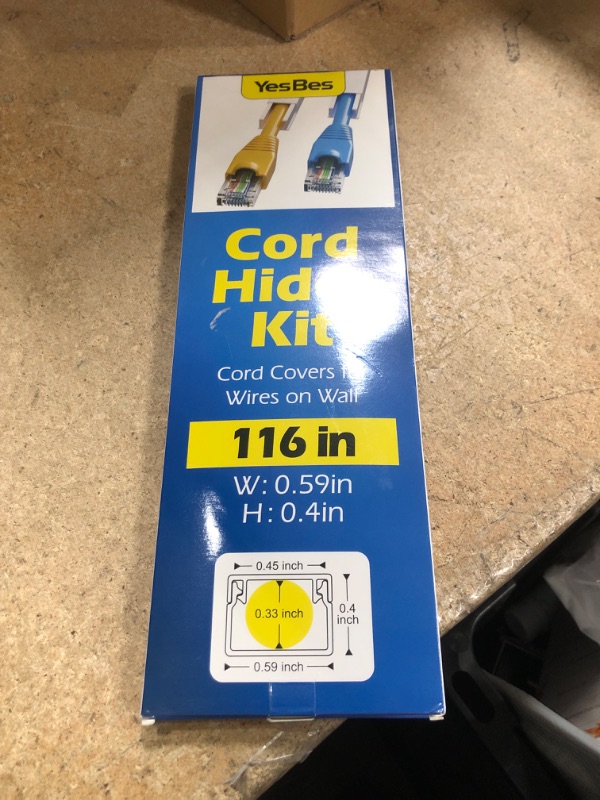 YesBes
Cord
Hid
Kit
Cord Covers
Wires on Wall
116 in
W: 0.59in
H: 0.4in
0.45 inch
0.33 inch
0.4
inch
0.59 inch